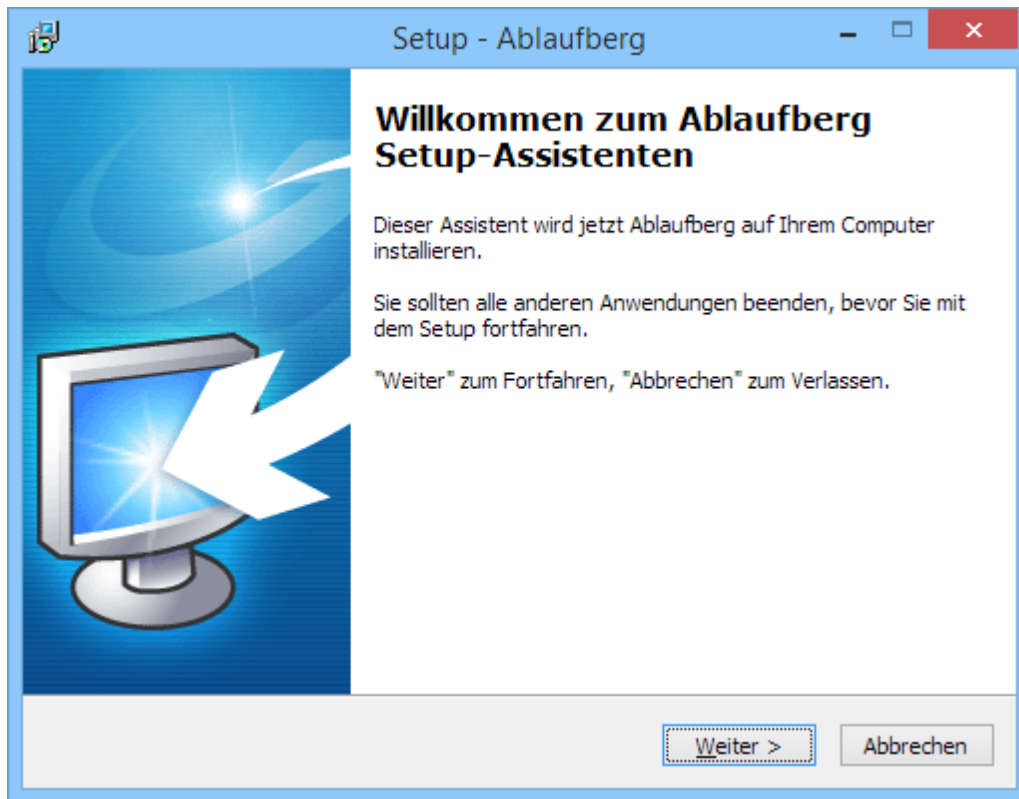 Setup - Ablaufberg
Willkommen zum Ablaufberg
Setup-Assistenten
Dieser Assistent wird jetzt Ablaufberg auf Ihrem Computer
installieren.
Sie sollten alle anderen Anwendungen beenden, bevor Sie mit
dem Setup fortfahren.
"Weiter" zum Fortfahren, "Abbrechen" zum Verlassen.
Weiter >
Abbrechen